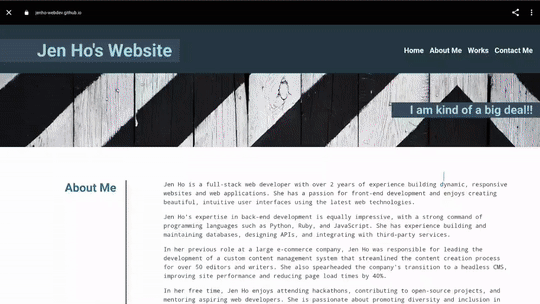 jenho-webdev.github.io
Jen Ho's Website
Home About Me Works Contact Me
I am kind of a big deal!!
About Me
Jen Ho is a full-stack web developer with over 2 years of experience building dynamic, responsive
websites and web applications. She has a passion for front-end development and enjoys creating
beautiful, intuitive user interfaces using the latest web technologies.
Jen Ho's expertise in back-end development is equally impressive, with a strong command of
programming languages such as Python, Ruby, and JavaScript. She has experience building and
maintaining databases, designing APIs, and integrating with third-party services.
In her previous role at a large e-commerce company, Jen Ho was responsible for leading the
development of a custom content management system that streamlined the content creation process
for over 50 editors and writers. She also spearheaded the company's transition to a headless CMS,
improving site performance and reducing page load times by 40%.
In her free time, Jen Ho enjoys attending hackathons, contributing to open-source projects, and
mentoring aspiring web developers. She is passionate about promoting diversity and inclusion in